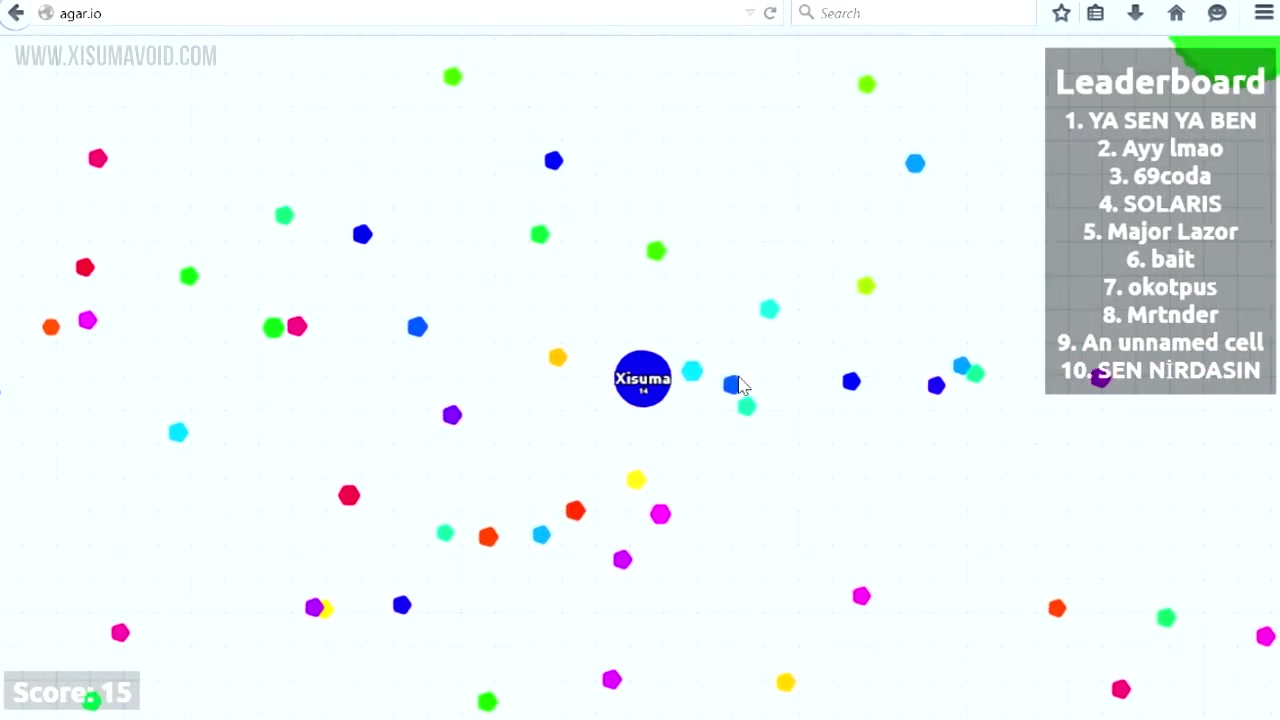 agar.io
Search
WWW.XISUMAVOID.COM
Leaderboard
1. YA SEN YA BEN
2. Ayy lmao
3. 69coda
4. SOLARIS
5. Major Lazor
6. bait
7. okotpus
8. Mrtnder
9. An unnamed cell
10. SEN NİRDASIN
Xisuma
14
Score: 15